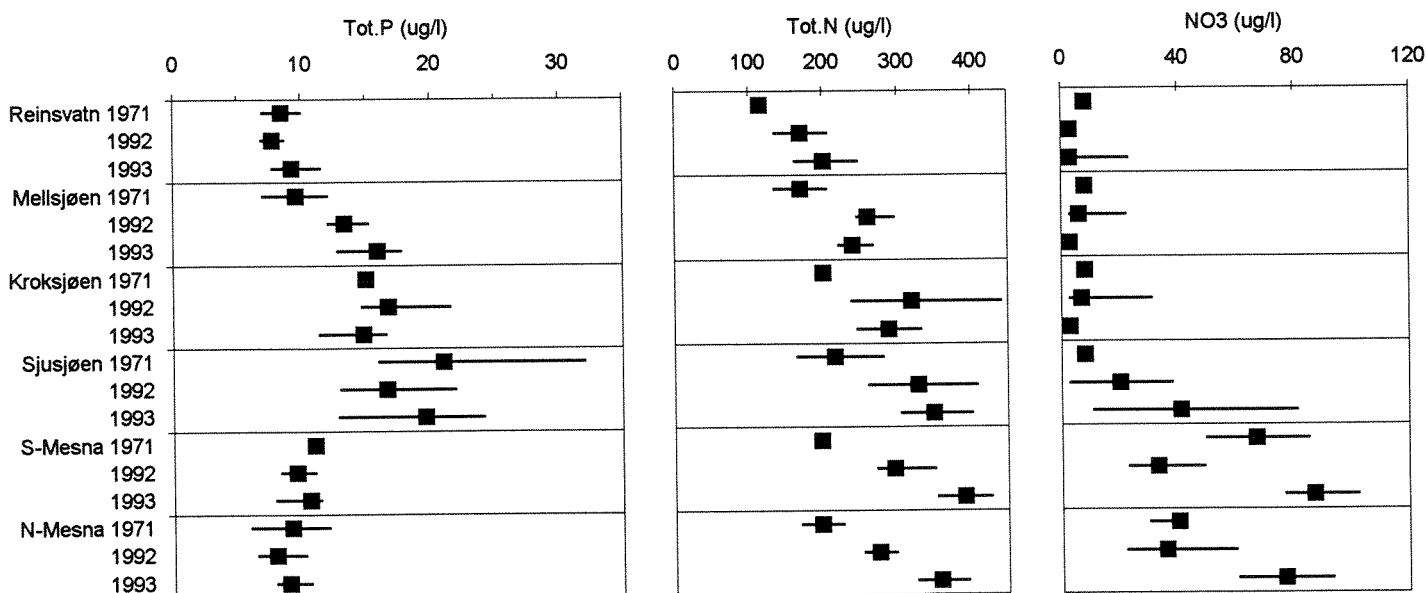 Tot.P (ug/l) Tot.N (ug/l) NO3 (ug/l)
0 10 20 30 0 100 200 300 400 0 40 80 120
Reinsvatn 1971
1992
1993
Mellsjøen 1971
1992
1993
Kroksjøen 1971
1992
1993
Sjusjøen 1971
1992
1993
S-Mesna 1971
1992
1993
N-Mesna 1971
1992
1993